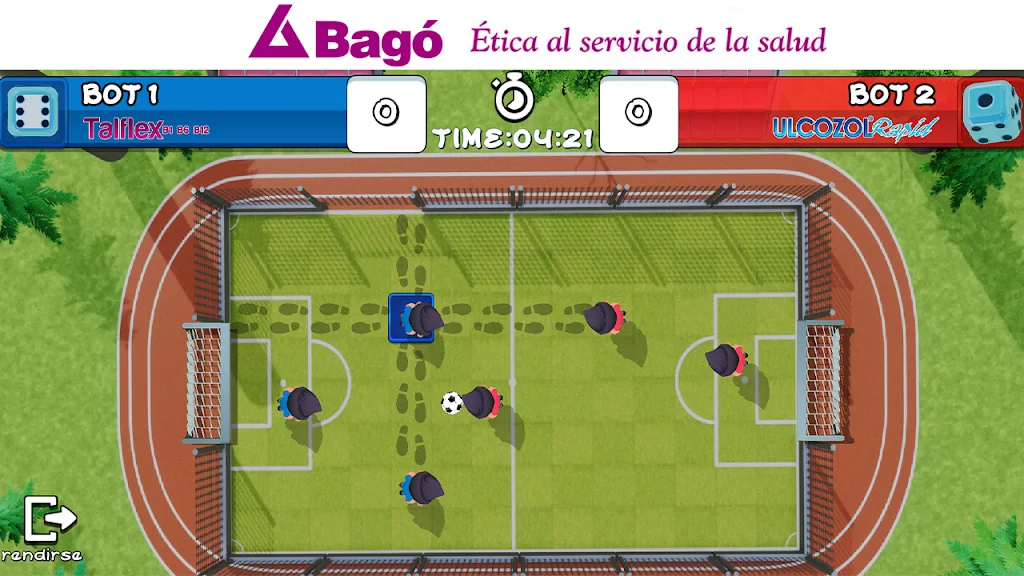 Bagó Ética al servicio de la salud
BOT 1
Talflex B1 B6 B12
0
TIME:04:21
0
BOT 2
ULCOZOL Rapid
rendirse